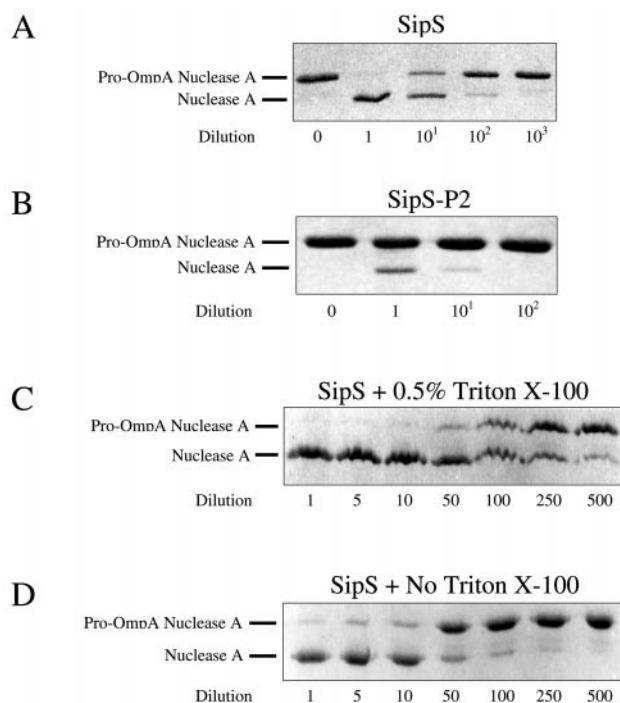 A
SipS
Pro-OmpA Nuclease A
Nuclease A
Dilution 0 1 10¹ 10² 10³
B
SipS-P2
Pro-OmpA Nuclease A
Nuclease A
Dilution 0 1 10¹ 10²
C
SipS + 0.5% Triton X-100
Pro-OmpA Nuclease A
Nuclease A
Dilution 1 5 10 50 100 250 500
D
SipS + No Triton X-100
Pro-OmpA Nuclease A
Nuclease A
Dilution 1 5 10 50 100 250 500